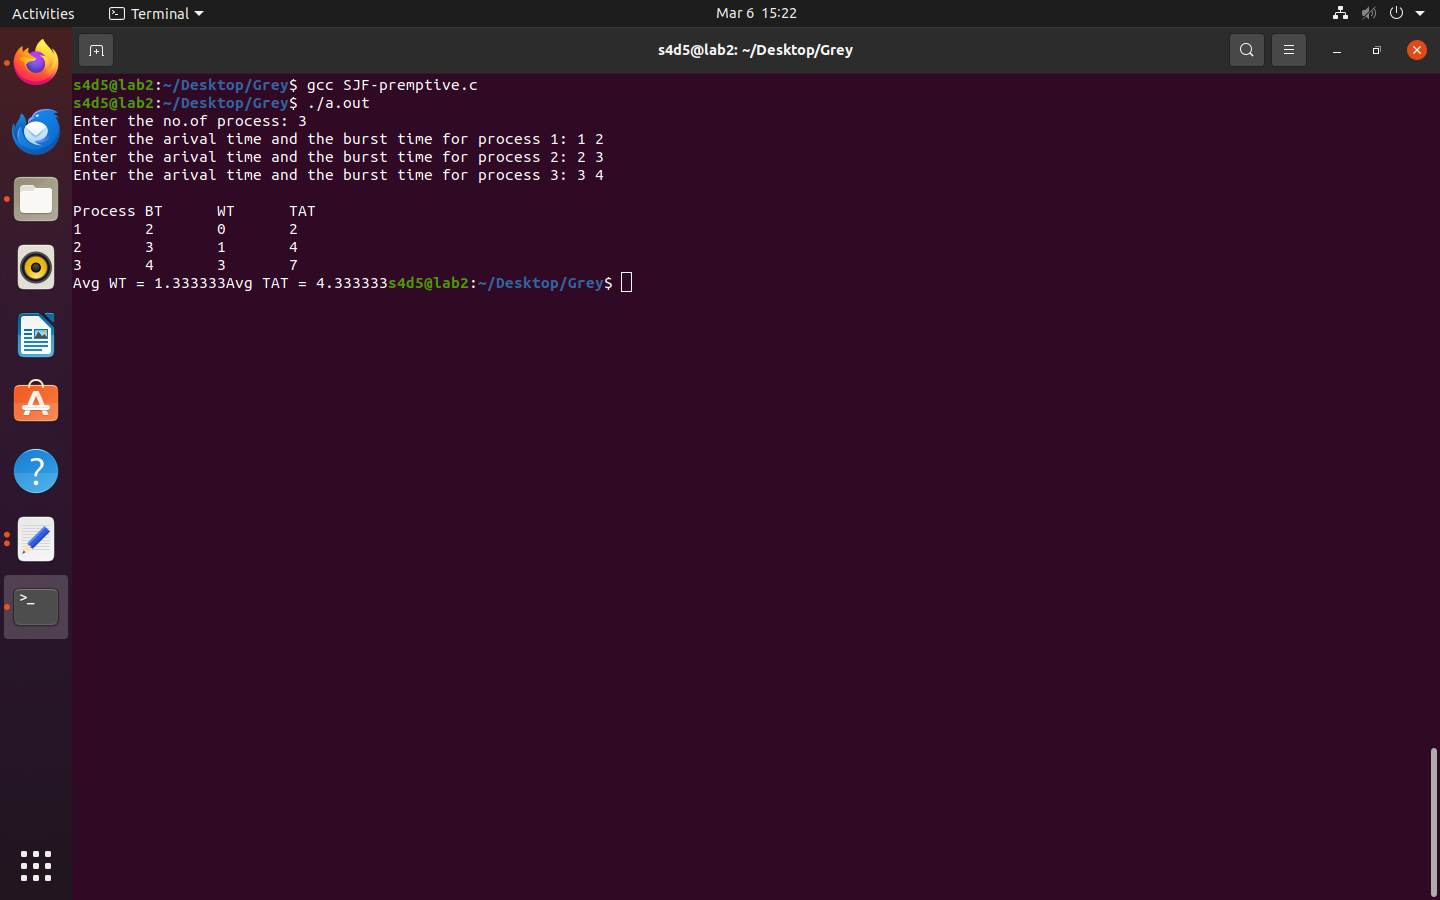 Activities Terminal Mar 6 15:22
s4d5@lab2: ~/Desktop/Grey
s4d5@lab2:~/Desktop/Grey$ gcc SJF-premptive.c
s4d5@lab2:~/Desktop/Grey$ ./a.out
Enter the no.of process: 3
Enter the arival time and the burst time for process 1: 1 2
Enter the arival time and the burst time for process 2: 2 3
Enter the arival time and the burst time for process 3: 3 4
Process BT WT TAT
1 2 0 2
2 3 1 4
3 4 3 7
Avg WT = 1.333333Avg TAT = 4.333333s4d5@lab2:~/Desktop/Grey$